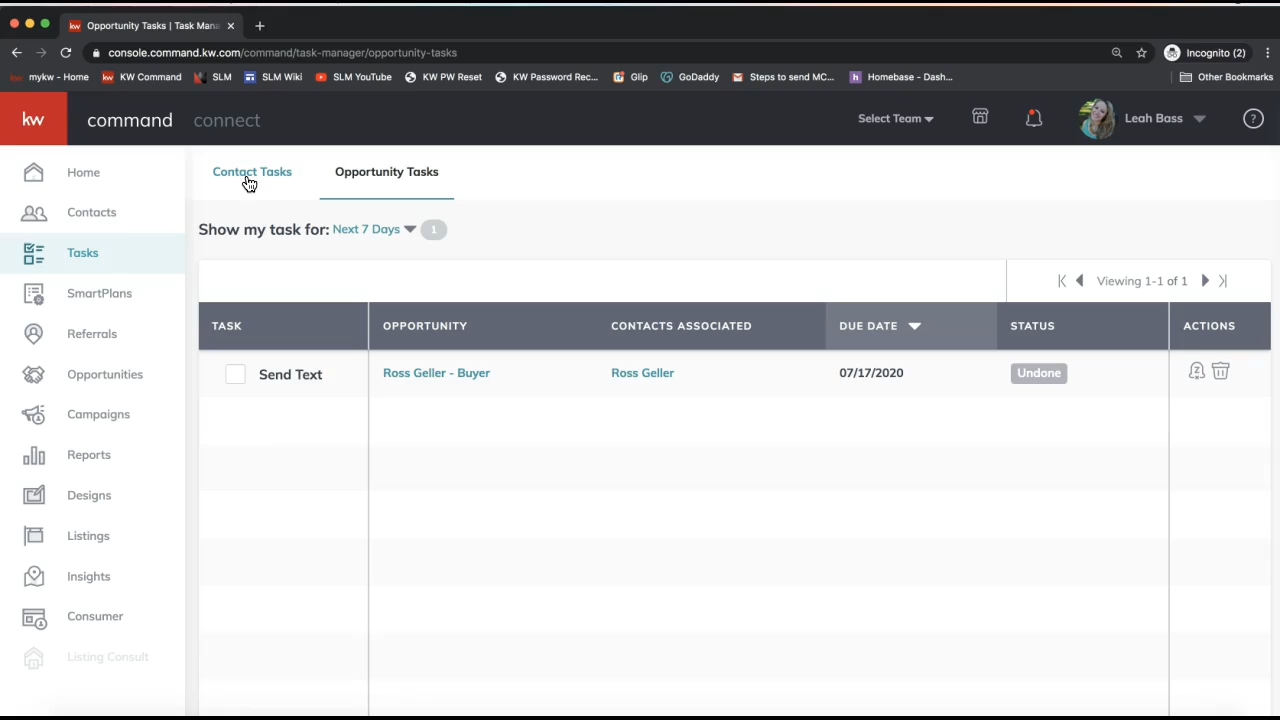 Opportunity Tasks | Task Mana
console.command.kw.com/command/task-manager/opportunity-tasks
Incognito (2)
mykw - Home
KW Command
SLM
SLM Wiki
SLM YouTube
KW PW Reset
KW Password Rec...
Glip
GoDaddy
Steps to send MC...
Homebase - Dash...
Other Bookmarks
kw
command
connect
Select Team
Leah Bass
?
Home
Contacts
Tasks
SmartPlans
Referrals
Opportunities
Campaigns
Reports
Designs
Listings
Insights
Consumer
Listing Consult
Contact Tasks
Opportunity Tasks
Show my task for: Next 7 Days 1
Viewing 1-1 of 1
TASK OPPORTUNITY CONTACTS ASSOCIATED DUE DATE STATUS ACTIONS
Send Text Ross Geller - Buyer Ross Geller 07/17/2020 Undone